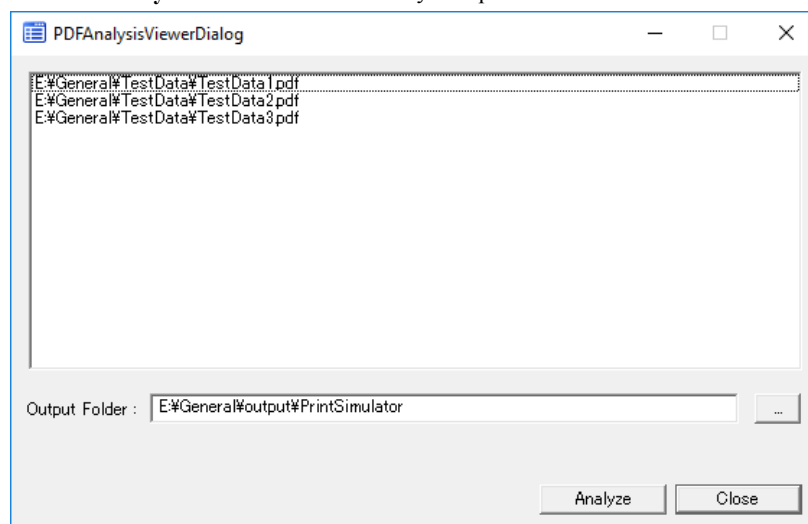 PDFAnalysisViewerDialog
E:¥General¥TestData¥TestData1.pdf
E:¥General¥TestData¥TestData2.pdf
E:¥General¥TestData¥TestData3.pdf
Output Folder : E:¥General¥output¥PrintSimulator ...
Analyze Close